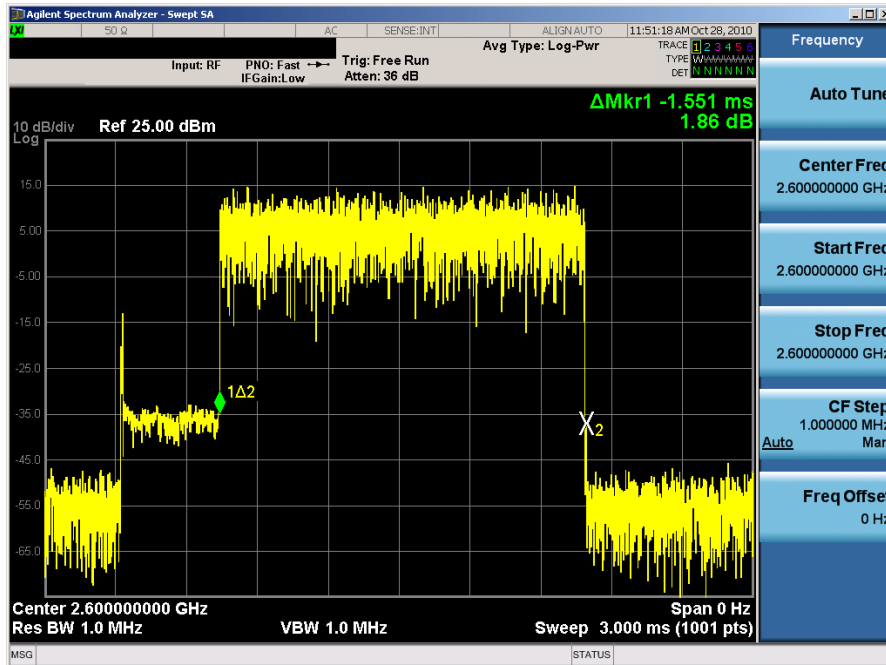 Agilent Spectrum Analyzer - Swept SA
LXI 50 Ω AC SENSE:INT ALIGN AUTO 11:51:18 AM Oct 28, 2010
Input: RF PNO: Fast Trig: Free Run Avg Type: Log-Pwr TRACE 1 2 3 4 5 6
IFGain:Low Atten: 36 dB TYPE WWWWWW
DET N N N N N N
ΔMkr1 -1.551 ms
1.86 dB
10 dB/div Ref 25.00 dBm
Log
15.0
5.00
-5.00
-15.0
-25.0
-35.0
-45.0
-55.0
-65.0
1Δ2
X2
Center 2.600000000 GHz Span 0 Hz
Res BW 1.0 MHz VBW 1.0 MHz Sweep 3.000 ms (1001 pts)
MSG STATUS
Frequency
Auto Tune
Center Freq
2.600000000 GHz
Start Freq
2.600000000 GHz
Stop Freq
2.600000000 GHz
CF Step
1.000000 MHz
Auto Man
Freq Offset
0 Hz